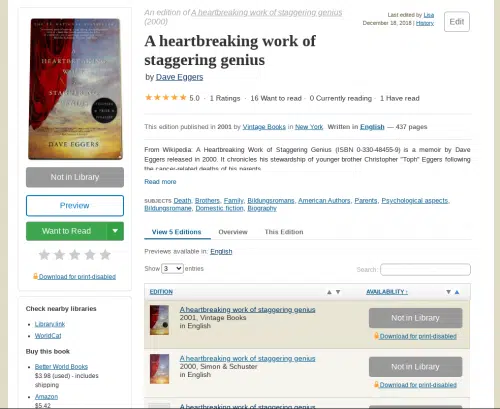 An edition of A heartbreaking work of staggering genius
(2000)
Last edited by Lisa
December 18, 2018 | History
Edit
A heartbreaking work of
staggering genius
by Dave Eggers
5.0 · 1 Ratings · 16 Want to read · 0 Currently reading · 1 Have read
This edition published in 2001 by Vintage Books in New York Written in English — 437 pages
From Wikipedia: A Heartbreaking Work of Staggering Genius (ISBN 0-330-48455-9) is a memoir by Dave
Eggers released in 2000. It chronicles his stewardship of younger brother Christopher "Toph" Eggers following
the cancer-related deaths of his parents.
Read more
SUBJECTS Death, Brothers, Family, Bildungsromans, American Authors, Parents, Psychological aspects,
Bildungsromane, Domestic fiction, Biography
View 5 Editions Overview This Edition
Previews available in: English
Show 3 entries
Search:
EDITION AVAILABILITY
A heartbreaking work of staggering genius
2001, Vintage Books
in English
Not in Library
Download for print-disabled
A heartbreaking work of staggering genius
2000, Simon & Schuster
in English
Not in Library
Download for print-disabled
A heartbreaking work of staggering genius
A
HEARTBREAKING
WORK
OF
STAGGERING
DAVE EGGERS
Not in Library
Preview
Want to Read
Download for print-disabled
Check nearby libraries
Library.link
WorldCat
Buy this book
Better World Books
$3.98 (used) - includes
shipping
Amazon
$5.42